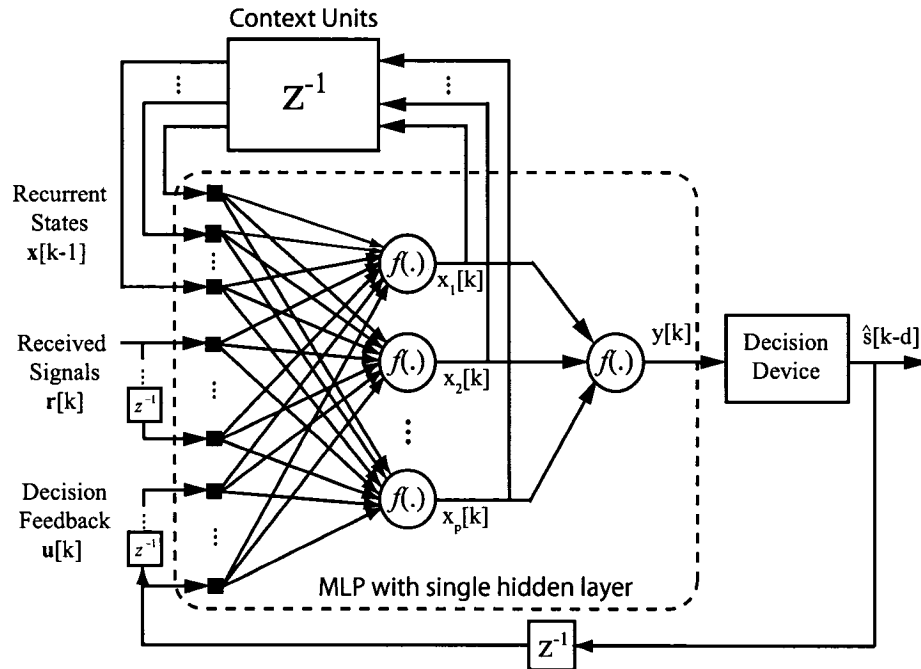 Context Units
Z⁻¹
Recurrent
States
x[k-1]
f(.)
x₁[k]
Received
Signals
r[k]
z⁻¹
f(.)
x₂[k]
f(.)
y[k]
Decision
Device
ŝ[k-d]
Decision
Feedback
u[k]
z⁻¹
f(.)
xₚ[k]
MLP with single hidden layer
Z⁻¹